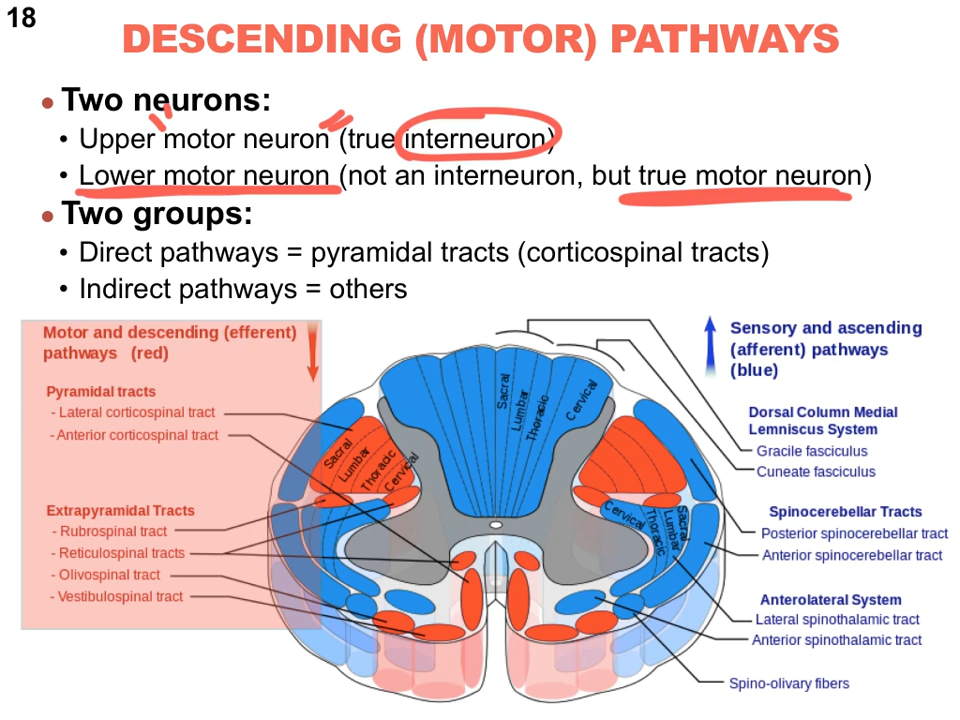 18
DESCENDING (MOTOR) PATHWAYS
• Two neurons:
• Upper motor neuron (true interneuron)
• Lower motor neuron (not an interneuron, but true motor neuron)
• Two groups:
• Direct pathways = pyramidal tracts (corticospinal tracts)
• Indirect pathways = others
Motor and descending (efferent)
pathways (red)
Pyramidal tracts
- Lateral corticospinal tract
- Anterior corticospinal tract
Extrapyramidal Tracts
- Rubrospinal tract
- Reticulospinal tracts
- Olivospinal tract
- Vestibulospinal tract
Sacral
Lumbar
Thoracic
Cervical
Sacral
Lumbar
Thoracic
Cervical
Cervical
Thoracic
Lumbar
Sacral
Sensory and ascending
(afferent) pathways
(blue)
Dorsal Column Medial
Lemniscus System
Gracile fasciculus
Cuneate fasciculus
Spinocerebellar Tracts
Posterior spinocerebellar tract
Anterior spinocerebellar tract
Anterolateral System
Lateral spinothalamic tract
Anterior spinothalamic tract
Spino-olivary fibers